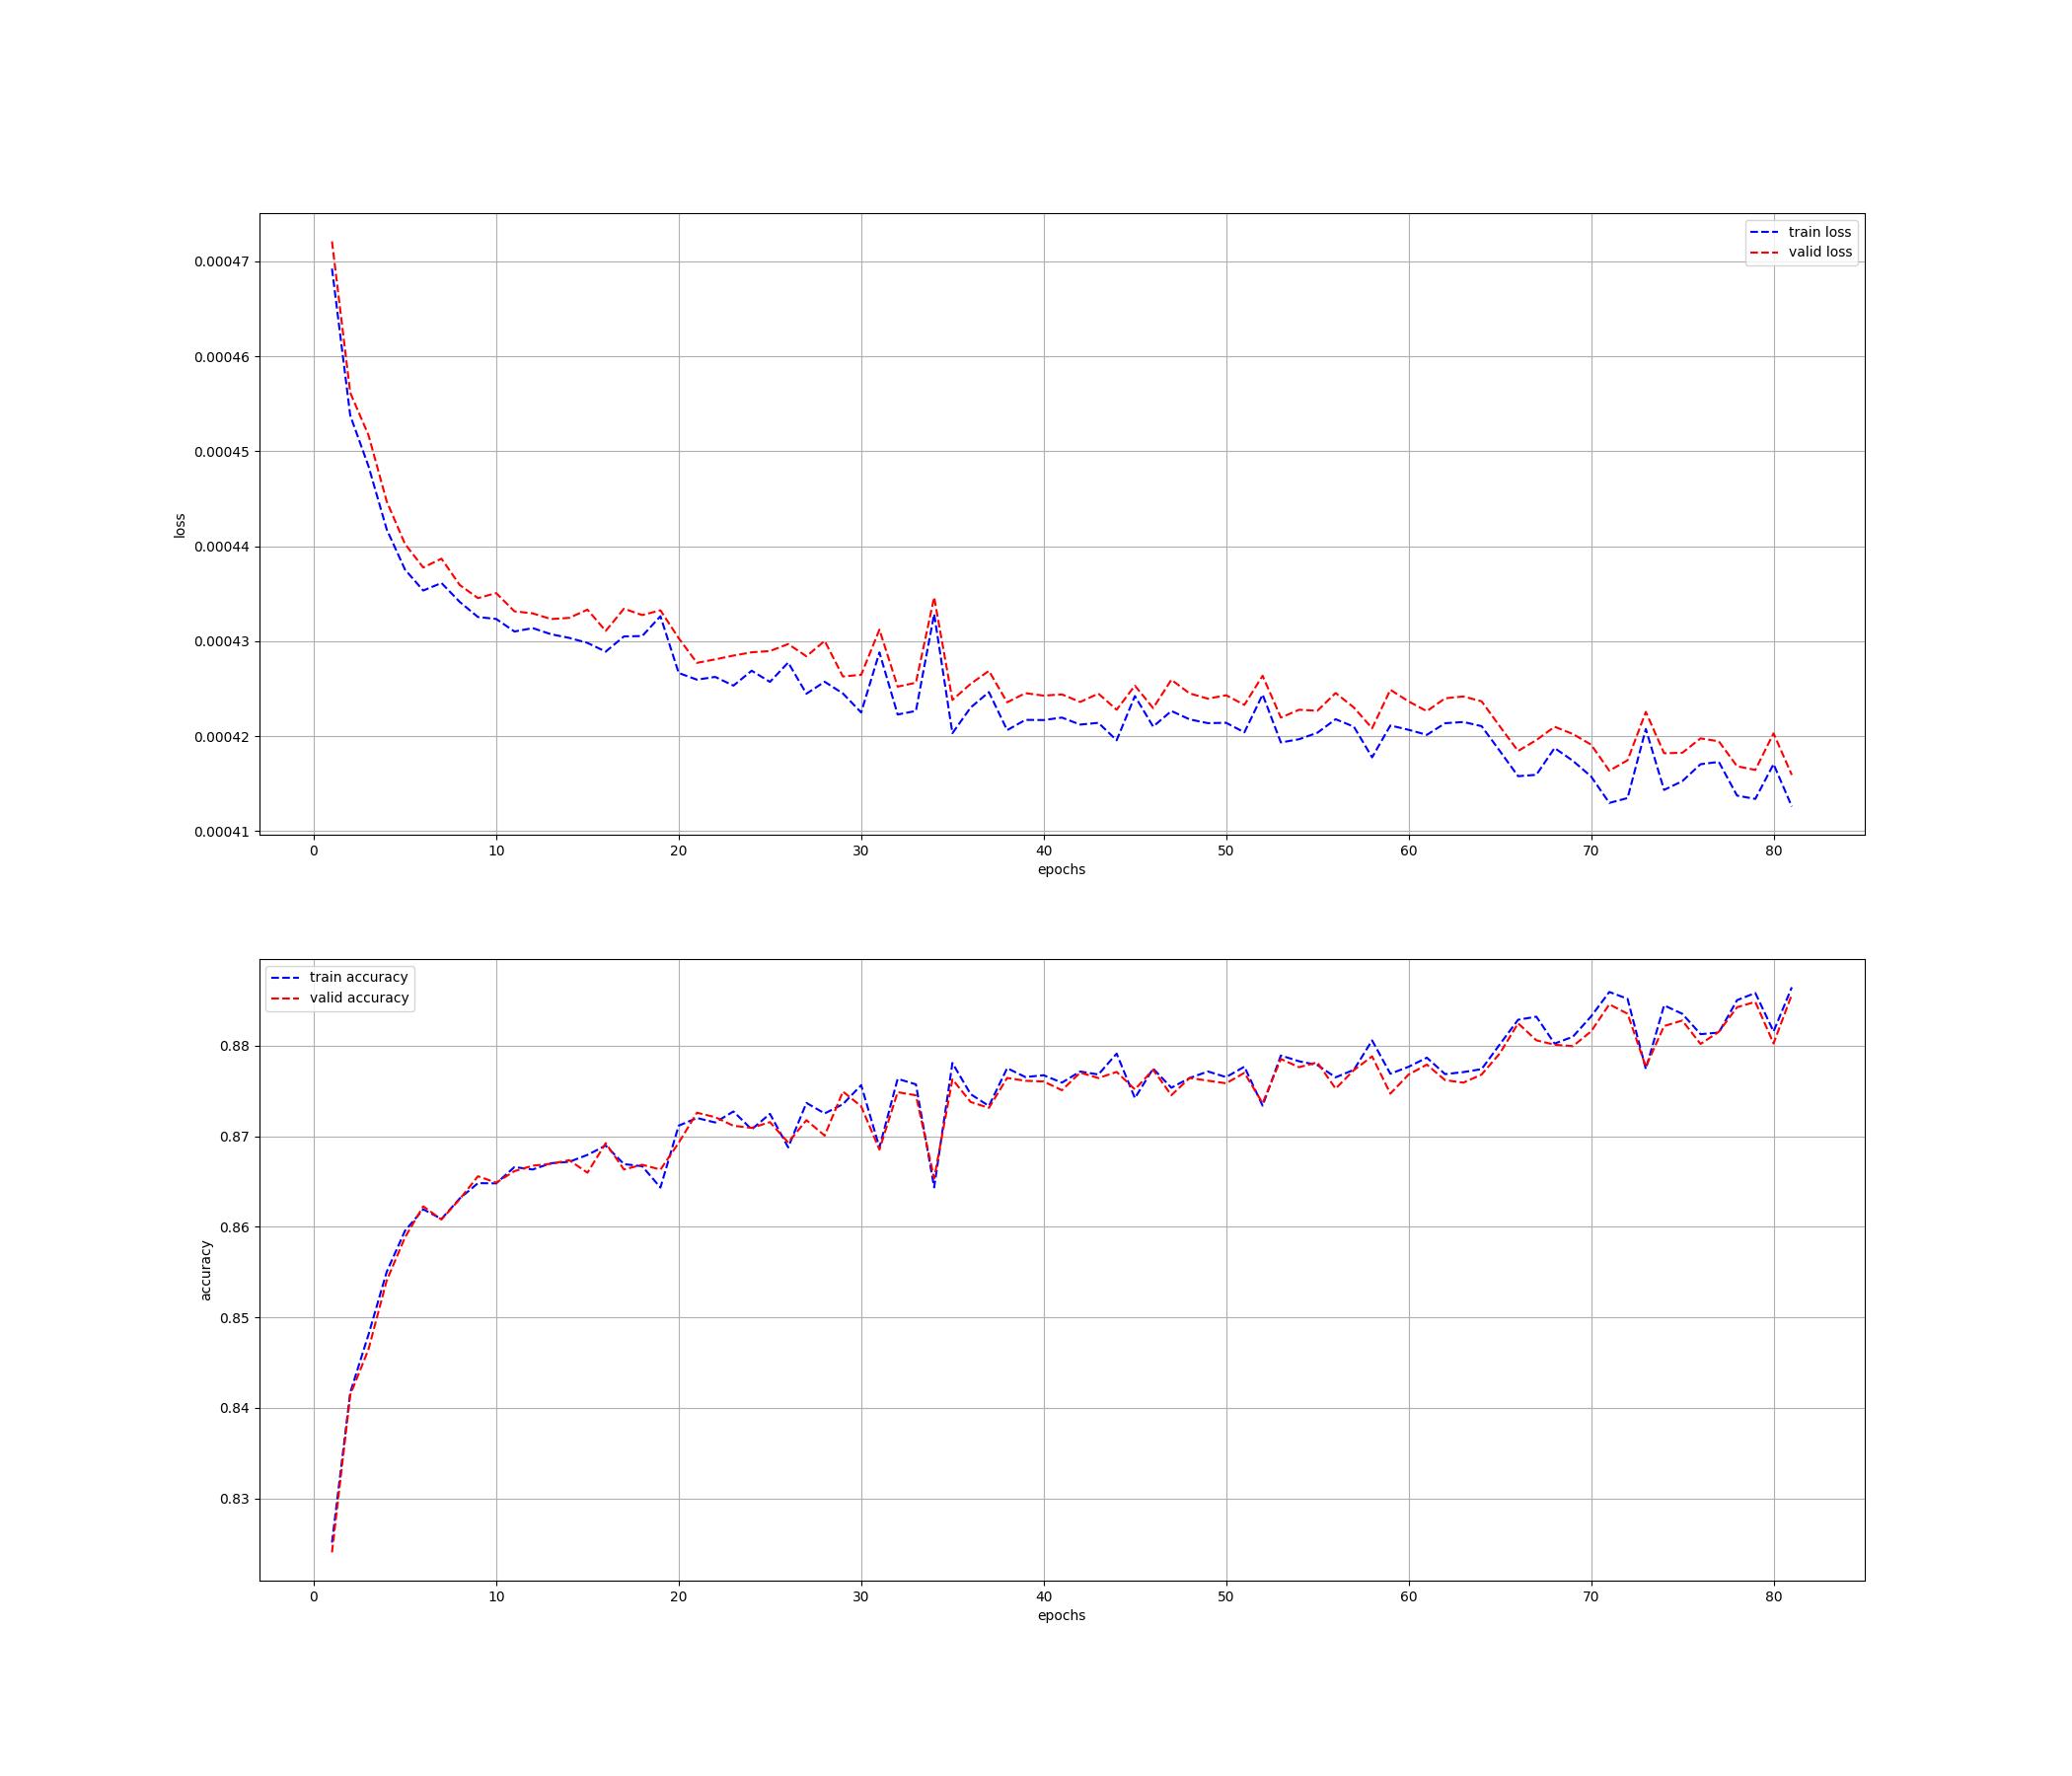 train loss
valid loss
0.00047
0.00046
0.00045
0.00044
0.00043
0.00042
0.00041
loss
0 10 20 30 40 50 60 70 80
epochs
train accuracy
valid accuracy
0.88
0.87
0.86
0.85
0.84
0.83
accuracy
0 10 20 30 40 50 60 70 80
epochs